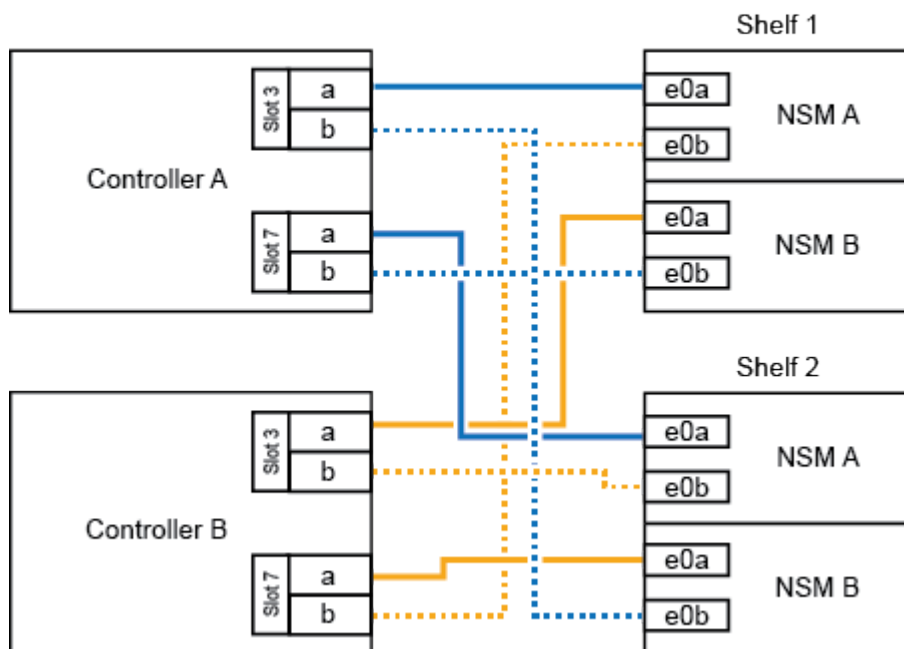 Shelf 1
Slot 3
a
b
Controller A
Slot 7
a
b
e0a
e0b
NSM A
e0a
e0b
NSM B
Shelf 2
Slot 3
a
b
Controller B
Slot 7
a
b
e0a
e0b
NSM A
e0a
e0b
NSM B